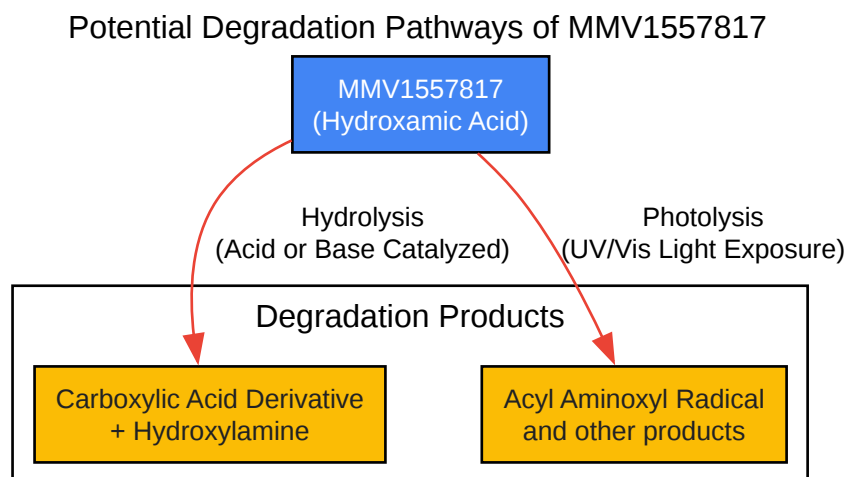 Potential Degradation Pathways of MMV1557817
MMV1557817
(Hydroxamic Acid)
Hydrolysis
(Acid or Base Catalyzed)
Photolysis
(UV/Vis Light Exposure)
Degradation Products
Carboxylic Acid Derivative
+ Hydroxylamine
Acyl Aminoxyl Radical
and other products